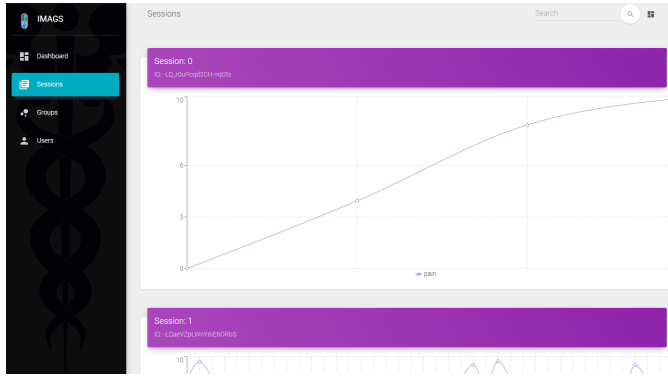 IMAGS
Dashboard
Sessions
Groups
Users
Sessions
Search
Session: 0
ID: -LQ_r0uPcqd2CH-nqGts
10
6
3
0
pain
Session: 1
ID: -LQaeVZpLWhY6iE6ORbS
10